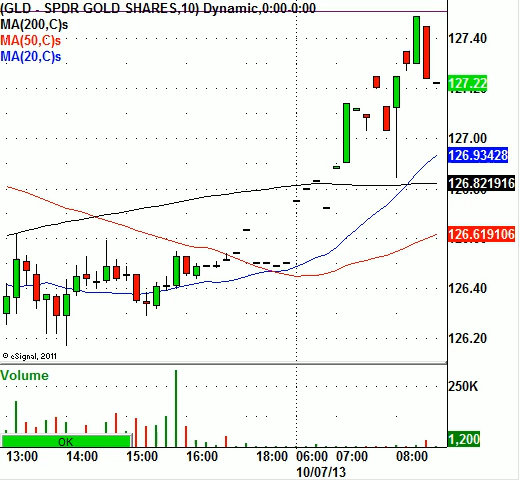 (GLD - SPDR GOLD SHARES,10) Dynamic,0:00-0:00
MA(200,C)s
MA(50,C)s
MA(20,C)s
127.40
127.22
127.00
126.93428
126.821916
126.619106
126.40
126.20
© eSignal, 2011
Volume
250K
1,200
OK
13:00 14:00 15:00 16:00 18:00 06:00 07:00 08:00
10/07/13